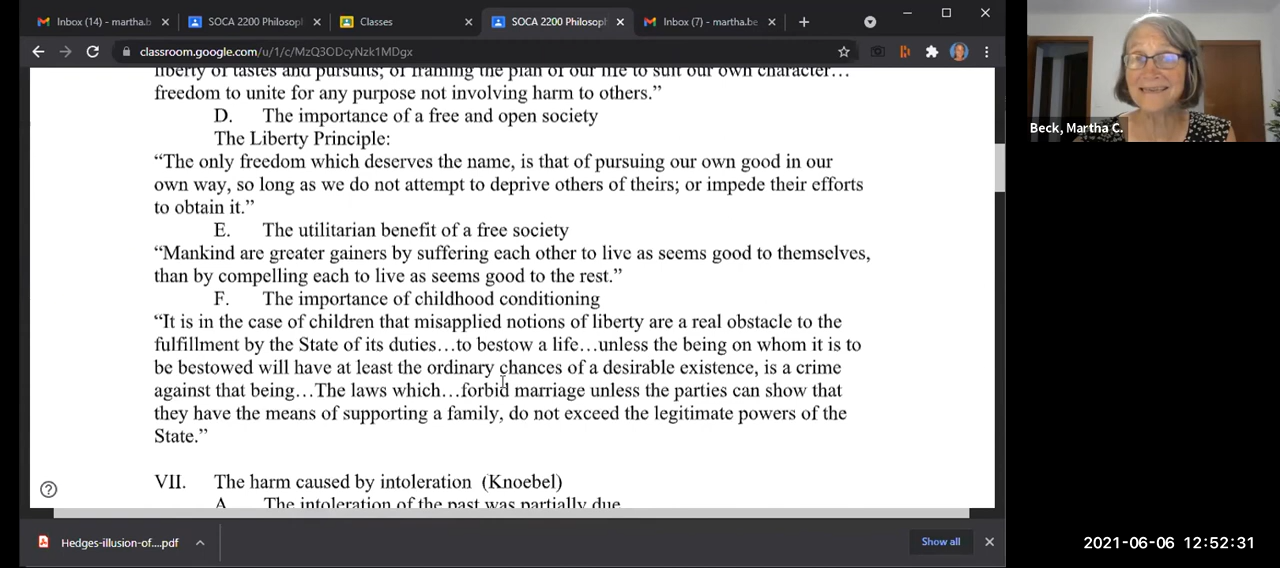 Inbox (14) - martha.b
SOCA 2200 Philosoph
Classes
SOCA 2200 Philosoph
Inbox (7) - martha.be
classroom.google.com/u/1/c/MzQ3ODcyNzk1MDgx
liberty of tastes and pursuits; of framing the plan of our life to suit our own character…
freedom to unite for any purpose not involving harm to others.”
D. The importance of a free and open society
The Liberty Principle:
“The only freedom which deserves the name, is that of pursuing our own good in our
own way, so long as we do not attempt to deprive others of theirs; or impede their efforts
to obtain it.”
E. The utilitarian benefit of a free society
“Mankind are greater gainers by suffering each other to live as seems good to themselves,
than by compelling each to live as seems good to the rest.”
F. The importance of childhood conditioning
“It is in the case of children that misapplied notions of liberty are a real obstacle to the
fulfillment by the State of its duties…to bestow a life…unless the being on whom it is to
be bestowed will have at least the ordinary chances of a desirable existence, is a crime
against that being…The laws which…forbid marriage unless the parties can show that
they have the means of supporting a family, do not exceed the legitimate powers of the
State.”
VII. The harm caused by intoleration (Knoebel)
A. The intoleration of the past was partially due
Hedges-illusion-of....pdf
Show all
Beck, Martha C.
2021-06-06 12:52:31